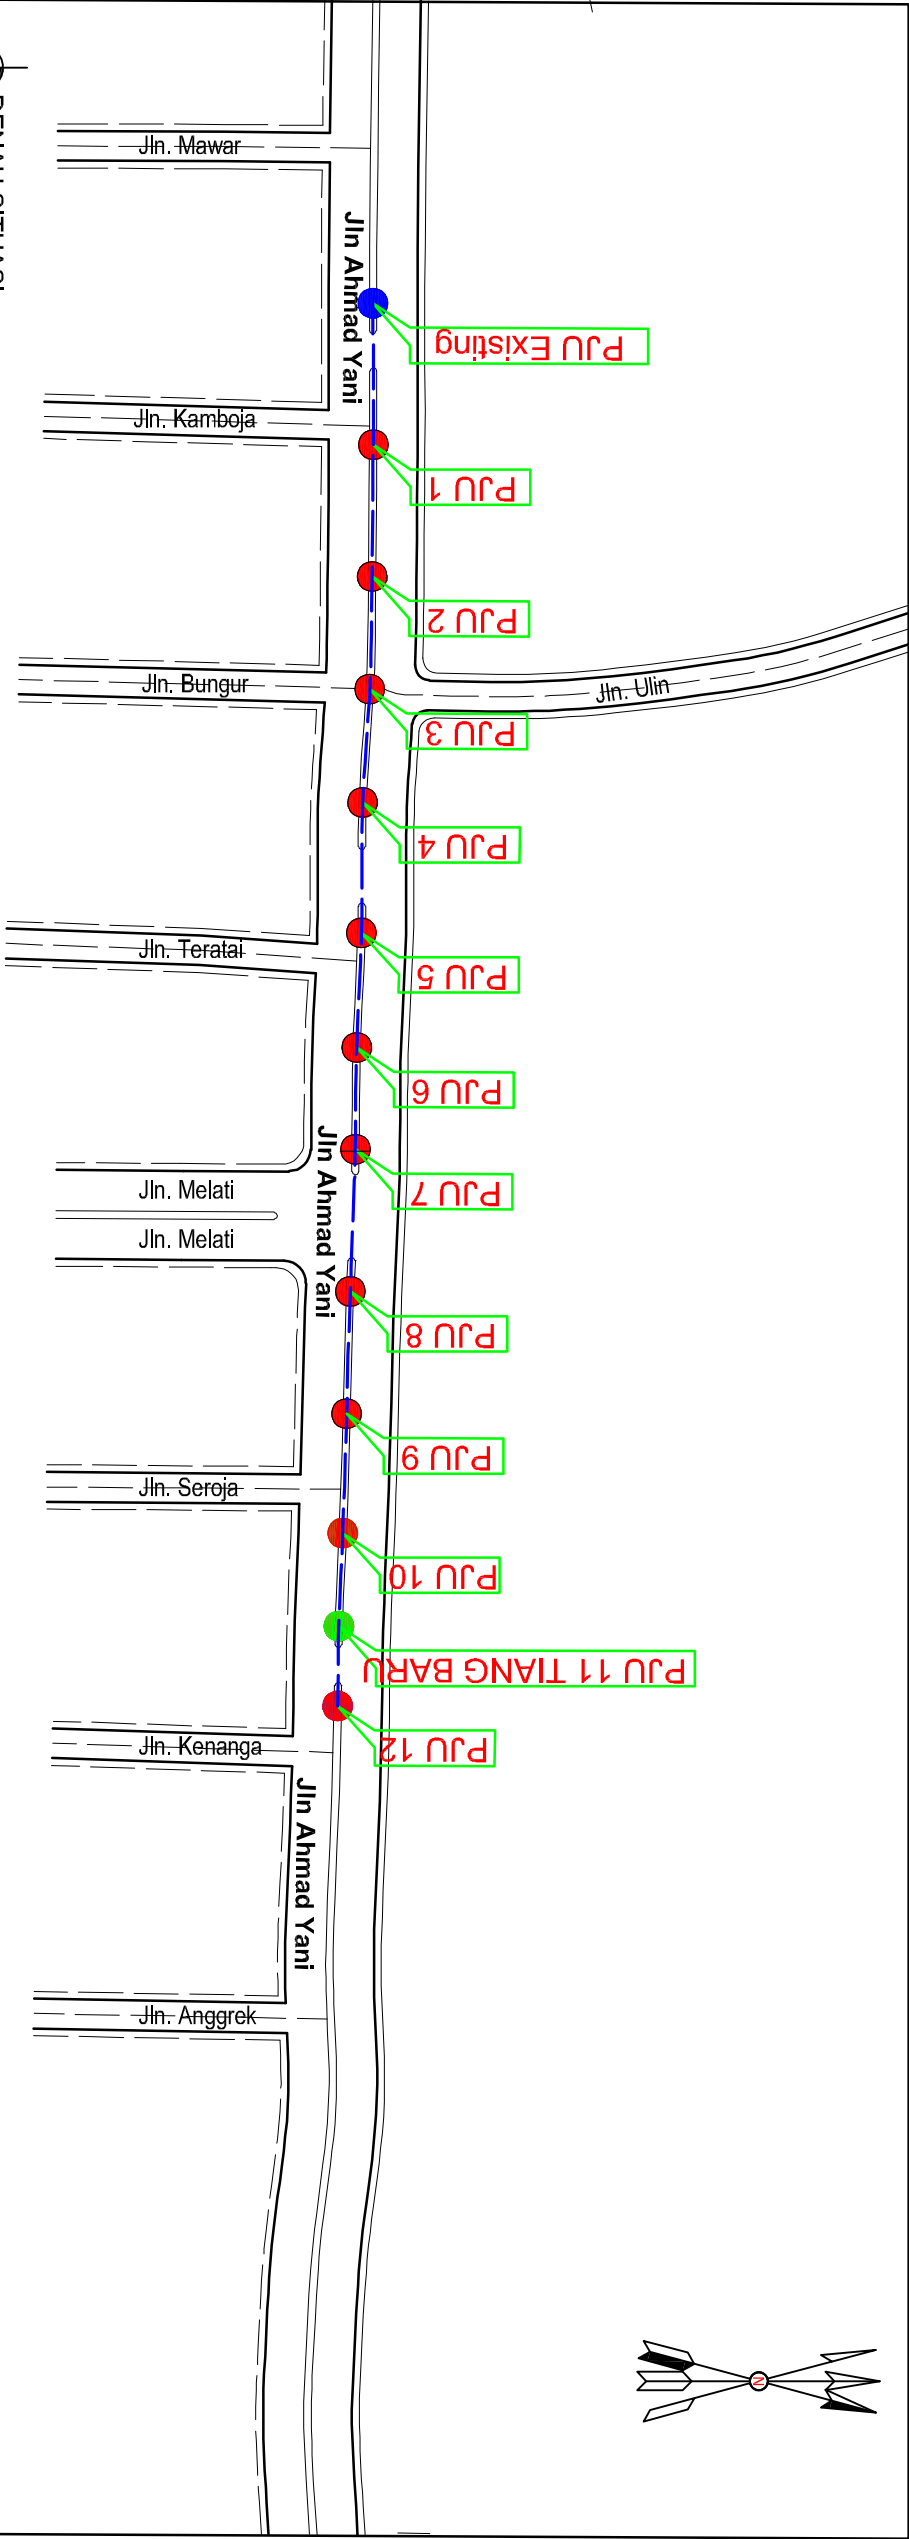 Jln. Mawar
Jln Ahmad Yani
PJU Existing
Jln. Kamboja
PJU 1
PJU 2
Jln. Bungur
Jln. Ulin
PJU 3
PJU 4
Jln. Teratai
PJU 5
PJU 6
Jln Ahmad Yani
PJU 7
Jln. Melati
Jln. Melati
PJU 8
PJU 9
Jln. Seroja
PJU 10
PJU 11 TIANG BARU
PJU 12
Jln. Kenanga
Jln Ahmad Yani
Jln. Anggrek
N